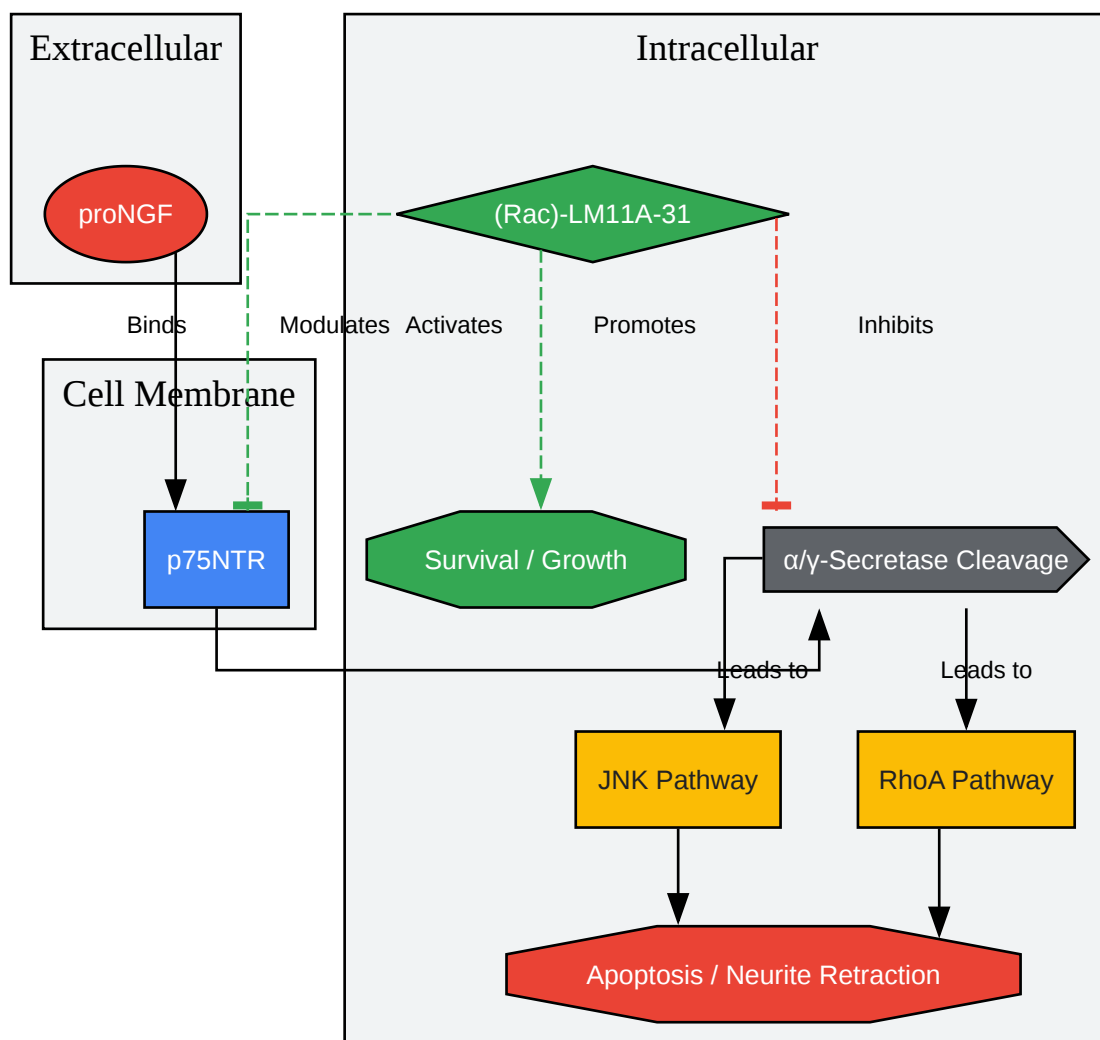 Extracellular
Intracellular
proNGF
(Rac)-LM11A-31
Binds
Modulates
Activates
Promotes
Inhibits
Cell Membrane
p75NTR
Survival / Growth
α/γ-Secretase Cleavage
Leads to
Leads to
JNK Pathway
RhoA Pathway
Apoptosis / Neurite Retraction